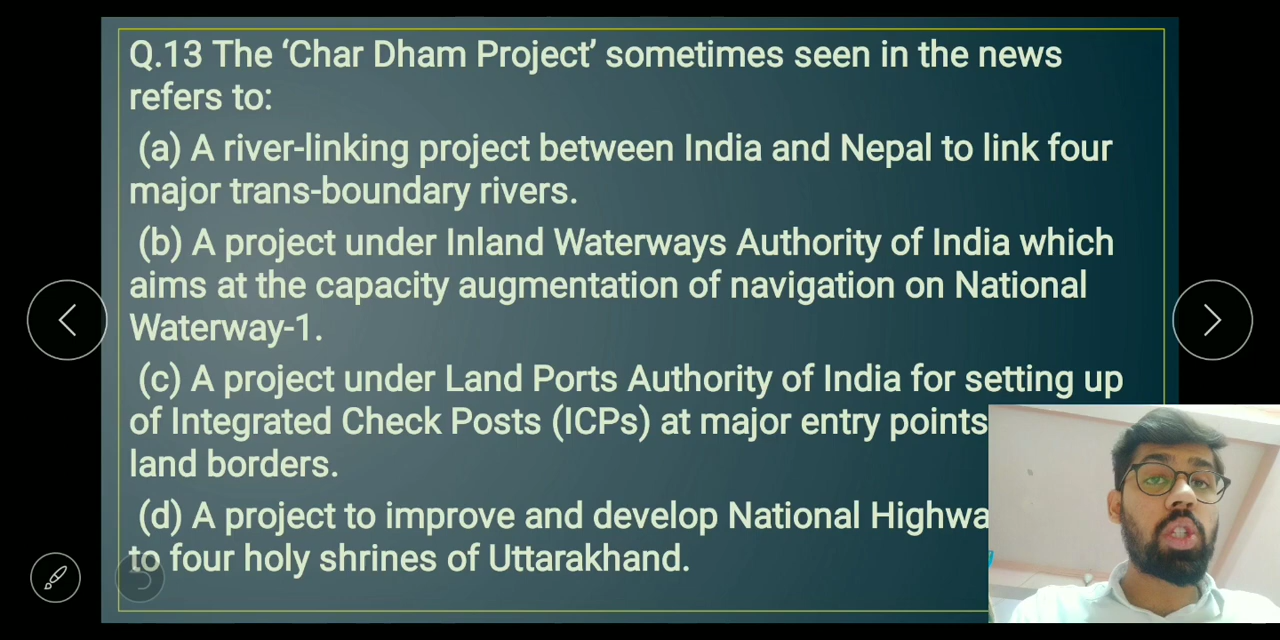 Q.13 The ‘Char Dham Project’ sometimes seen in the news
refers to:
(a) A river-linking project between India and Nepal to link four
major trans-boundary rivers.
(b) A project under Inland Waterways Authority of India which
aims at the capacity augmentation of navigation on National
Waterway-1.
(c) A project under Land Ports Authority of India for setting up
of Integrated Check Posts (ICPs) at major entry points
land borders.
(d) A project to improve and develop National Highwa
to four holy shrines of Uttarakhand.